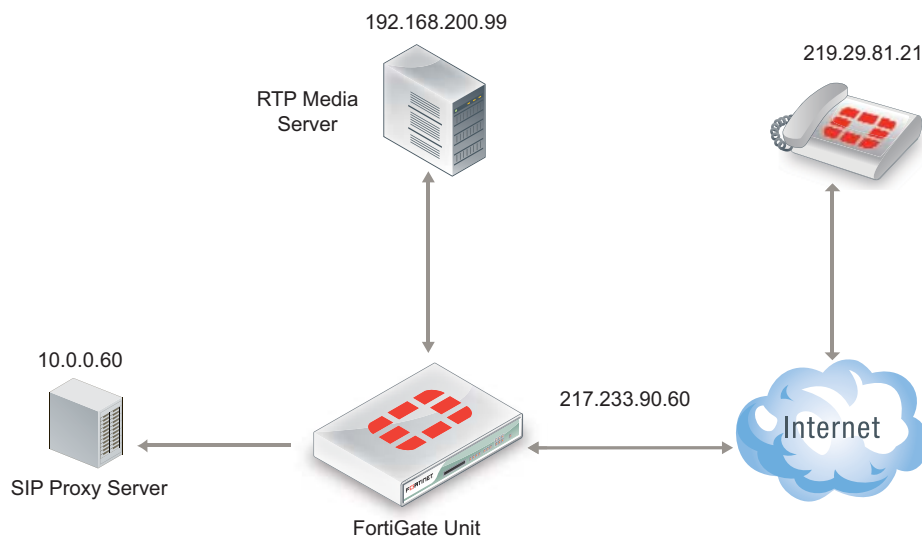 192.168.200.99
219.29.81.21
RTP Media
Server
10.0.0.60
217.233.90.60
Internet
SIP Proxy Server
FORTINET
FortiGate Unit